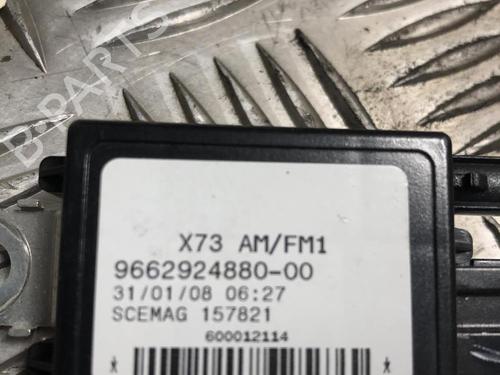 B-PARTS
X73 AM/FM1
9662924880-00
31/01/08 06:27
SCEMAG 157821
600012114